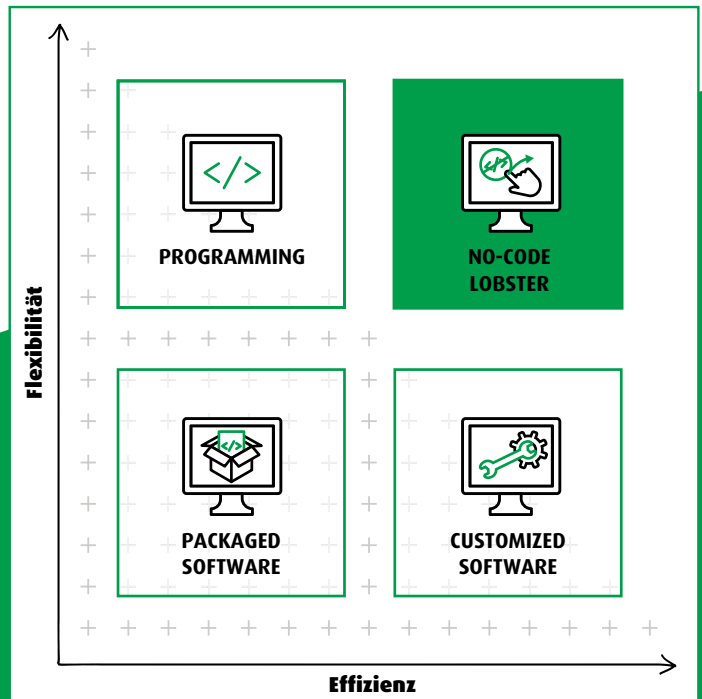 Flexibilität
</>
PROGRAMMING
NO-CODE
LOBSTER
</>
PACKAGED
SOFTWARE
CUSTOMIZED
SOFTWARE
Effizienz